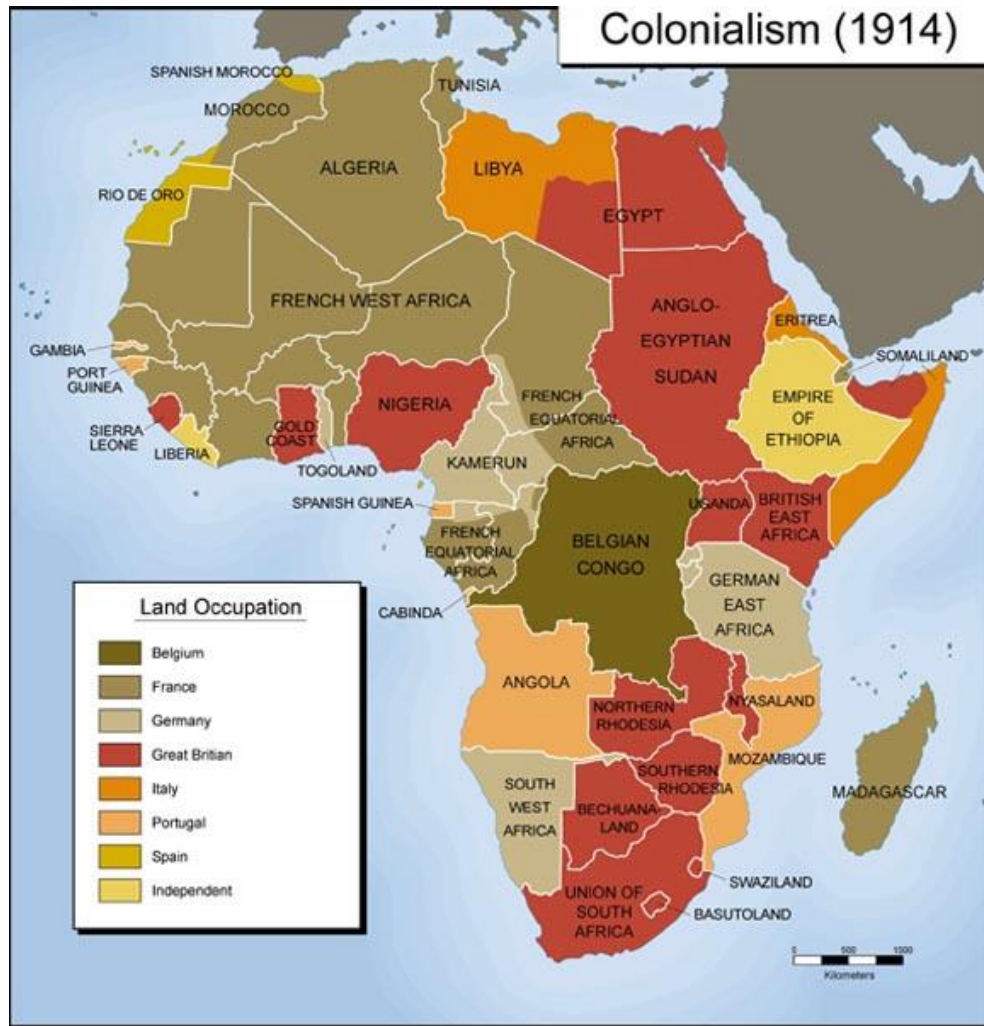 Colonialism (1914)
SPANISH MOROCCO
TUNISIA
MOROCCO
ALGERIA
LIBYA
RIO DE ORO
EGYPT
FRENCH WEST AFRICA
ANGLO-
EGYPTIAN
SUDAN
ERITREA
GAMBIA
SOMALILAND
PORT
GUINEA
NIGERIA
FRENCH
EQUATORIAL
AFRICA
EMPIRE
OF
ETHIOPIA
SIERRA
LEONE
GOLD
COAST
LIBERIA
TOGOLAND
KAMERUN
SPANISH GUINEA
UGANDA
BRITISH
EAST
AFRICA
FRENCH
EQUATORIAL
AFRICA
BELGIAN
CONGO
GERMAN
EAST
AFRICA
CABINDA
Land Occupation
Belgium
France
Germany
Great Britian
Italy
Portugal
Spain
Independent
ANGOLA
NORTHERN
RHODESIA
NYASALAND
MOZAMBIQUE
SOUTHERN
RHODESIA
SOUTH
WEST
AFRICA
BECHUANA-
LAND
MADAGASCAR
SWAZILAND
UNION OF
SOUTH
AFRICA
BASUTOLAND
0 500 1500
Kilometers